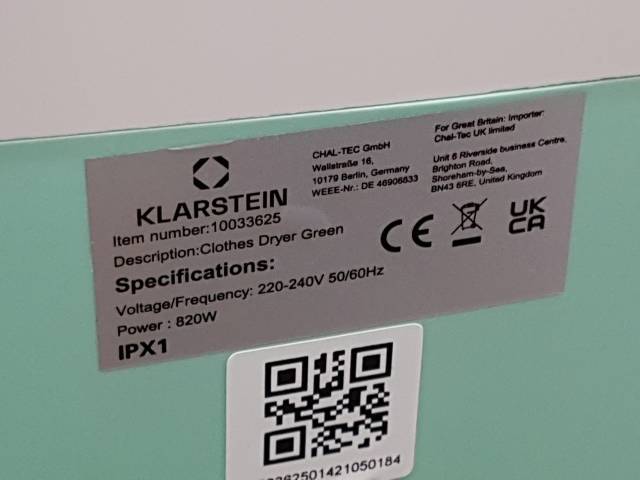 KLARSTEIN
Item number:10033625
Description:Clothes Dryer Green
Specifications:
Voltage/Frequency: 220-240V 50/60Hz
Power : 820W
IPX1
CHAL-TEC GmbH
Wallstraße 16,
10179 Berlin, Germany
WEEE-Nr.: DE 46906833
For Great Britain: Importer:
Chal-Tec UK limited
Unit 6 Riverside business Centre,
Brighton Road,
Shoreham-by-Sea,
BN43 6RE, United Kingdom
CE
UK
CA